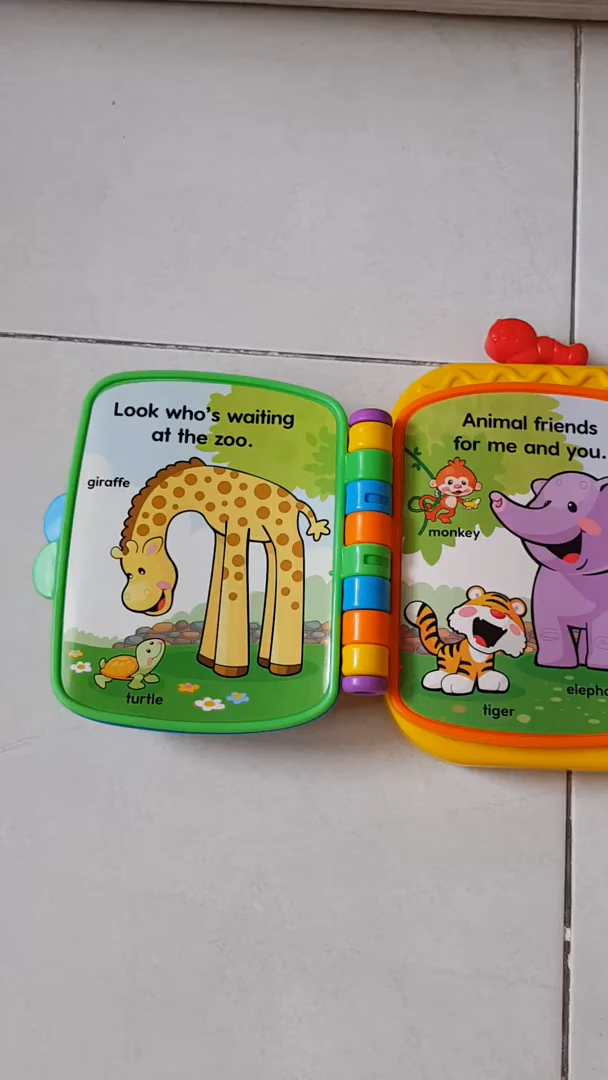 Look who's waiting
at the zoo.
giraffe
turtle
Animal friends
for me and you.
monkey
tiger